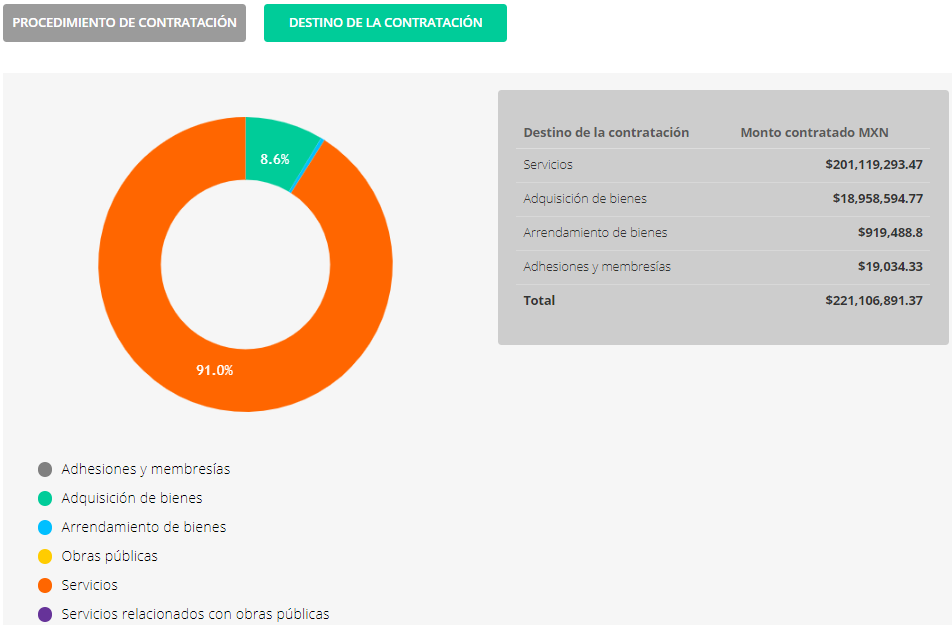 PROCEDIMIENTO DE CONTRATACIÓN DESTINO DE LA CONTRATACIÓN
8.6%
91.0%
Destino de la contratación Monto contratado MXN
Servicios $201,119,293.47
Adquisición de bienes $18,958,594.77
Arrendamiento de bienes $919,488.8
Adhesiones y membresías $19,034.33
Total $221,106,891.37
Adhesiones y membresías
Adquisición de bienes
Arrendamiento de bienes
Obras públicas
Servicios
Servicios relacionados con obras públicas